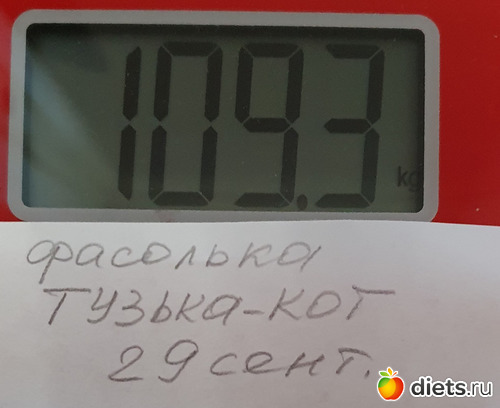 109.3
kg
фасолька
ТУЗЬКА-КОТ
29 сент.
diets.ru